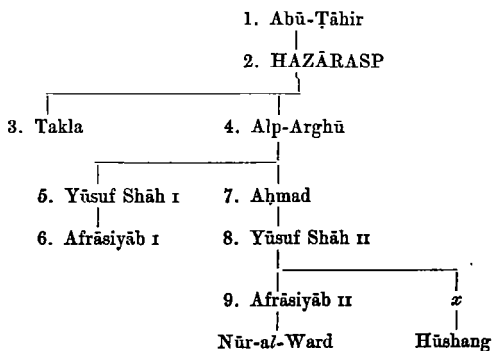 1. Abū-Ṭāhir
2. HAZĀRASP
3. Takla 4. Alp-Arghū
5. Yūsuf Shāh I 7. Aḥmad
6. Afrāsiyāb I 8. Yūsuf Shāh II
9. Afrāsiyāb II x
Nūr-al-Ward Hūshang